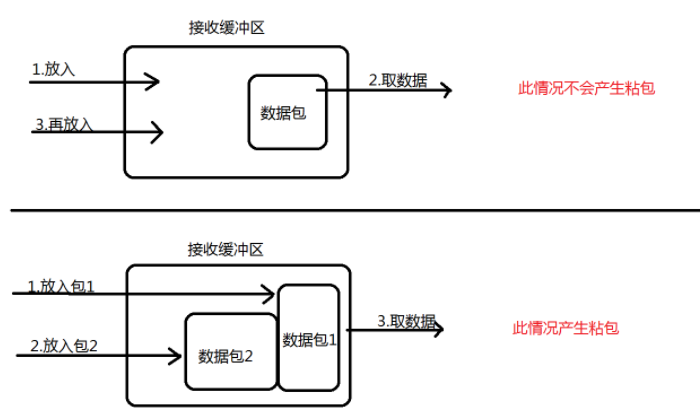 接收缓冲区
1.放入
2.取数据
此情况不会产生粘包
数据包
3.再放入
接收缓冲区
1.放入包1
3.取数据
此情况产生粘包
2.放入包2
数据包2
数据包1